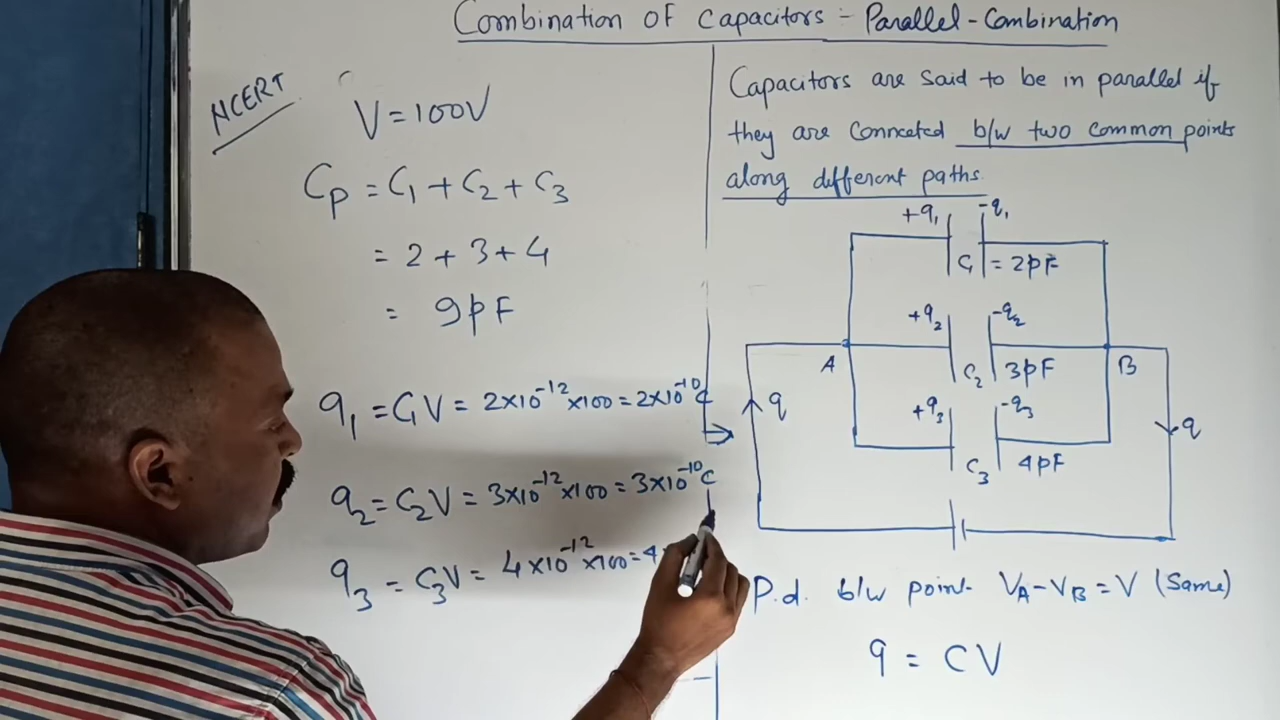 Combination OF Capacitors - Parallel-Combination
NCERT
V = 100V
Cp = C1 + C2 + C3
= 2 + 3 + 4
= 9pF
q1 = C1V = 2×10^-12 ×100 = 2×10^-10 C
q2 = C2V = 3×10^-12 ×100 = 3×10^-10 C
q3 = C3V = 4×10^-12 ×100 = 4
Capacitors are said to be in parallel if
they are Conncated b/w two common points
along different paths
+q1 -q1
C1 = 2pF
+q2 -q2
A C2 3pF B
+q3 -q3
q q
C3 4pF
P.d. b/w point VA-VB = V (Same)
q = CV